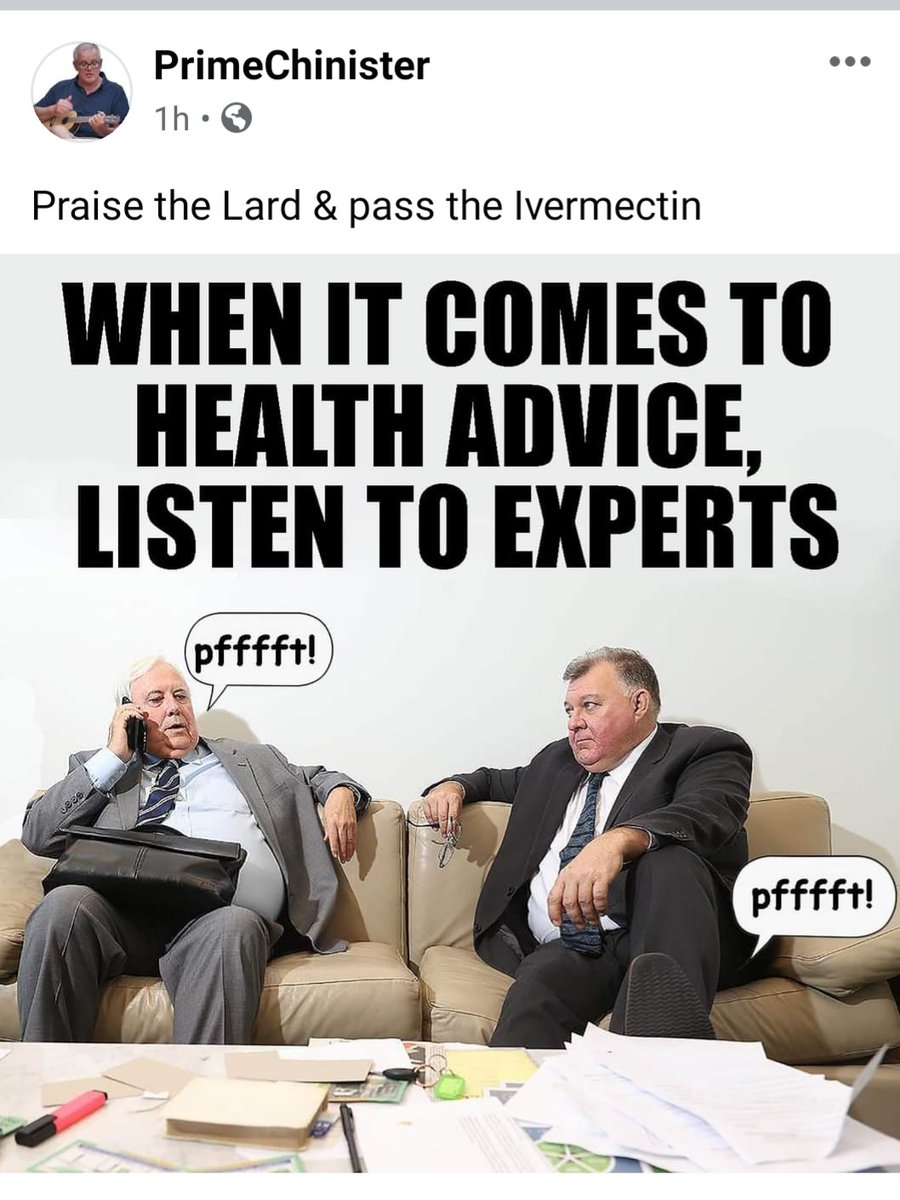 PrimeChinister
1h
Praise the Lard & pass the Ivermectin
WHEN IT COMES TO
HEALTH ADVICE,
LISTEN TO EXPERTS
pfffft!
pfffft!